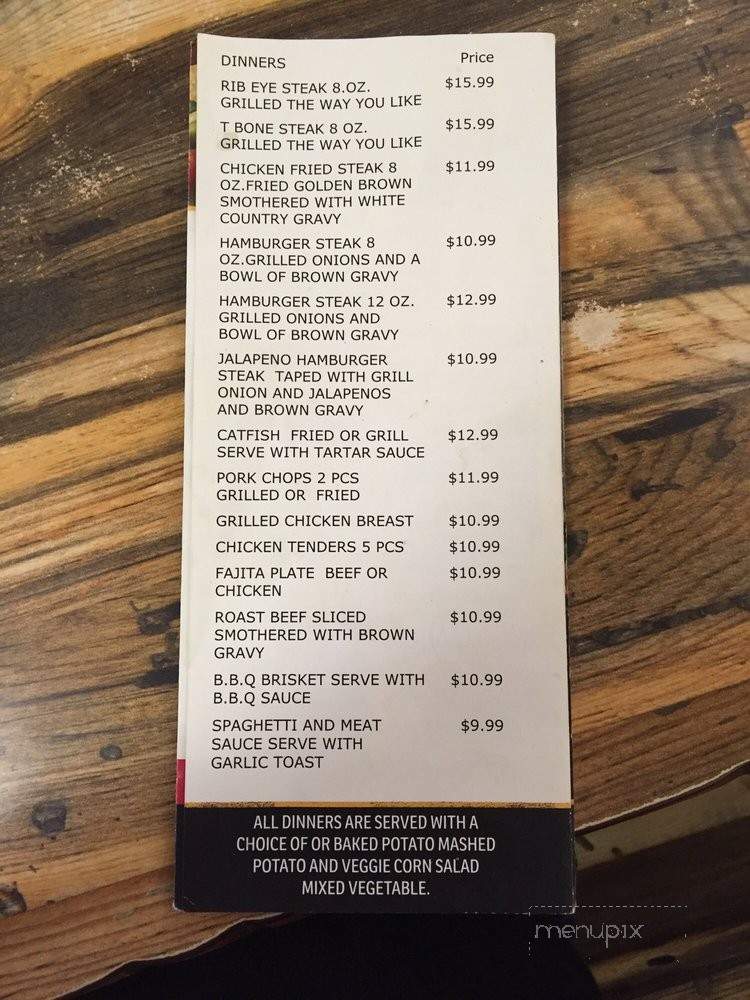 DINNERS Price
RIB EYE STEAK 8.OZ. $15.99
GRILLED THE WAY YOU LIKE
T BONE STEAK 8 OZ. $15.99
GRILLED THE WAY YOU LIKE
CHICKEN FRIED STEAK 8 $11.99
OZ.FRIED GOLDEN BROWN
SMOTHERED WITH WHITE
COUNTRY GRAVY
HAMBURGER STEAK 8 $10.99
OZ.GRILLED ONIONS AND A
BOWL OF BROWN GRAVY
HAMBURGER STEAK 12 OZ. $12.99
GRILLED ONIONS AND
BOWL OF BROWN GRAVY
JALAPENO HAMBURGER $10.99
STEAK TAPED WITH GRILL
ONION AND JALAPENOS
AND BROWN GRAVY
CATFISH FRIED OR GRILL $12.99
SERVE WITH TARTAR SAUCE
PORK CHOPS 2 PCS $11.99
GRILLED OR FRIED
GRILLED CHICKEN BREAST $10.99
CHICKEN TENDERS 5 PCS $10.99
FAJITA PLATE BEEF OR $10.99
CHICKEN
ROAST BEEF SLICED $10.99
SMOTHERED WITH BROWN
GRAVY
B.B.Q BRISKET SERVE WITH $10.99
B.B.Q SAUCE
SPAGHETTI AND MEAT $9.99
SAUCE SERVE WITH
GARLIC TOAST
ALL DINNERS ARE SERVED WITH A
CHOICE OF OR BAKED POTATO MASHED
POTATO AND VEGGIE CORN SALAD
MIXED VEGETABLE.
menupix